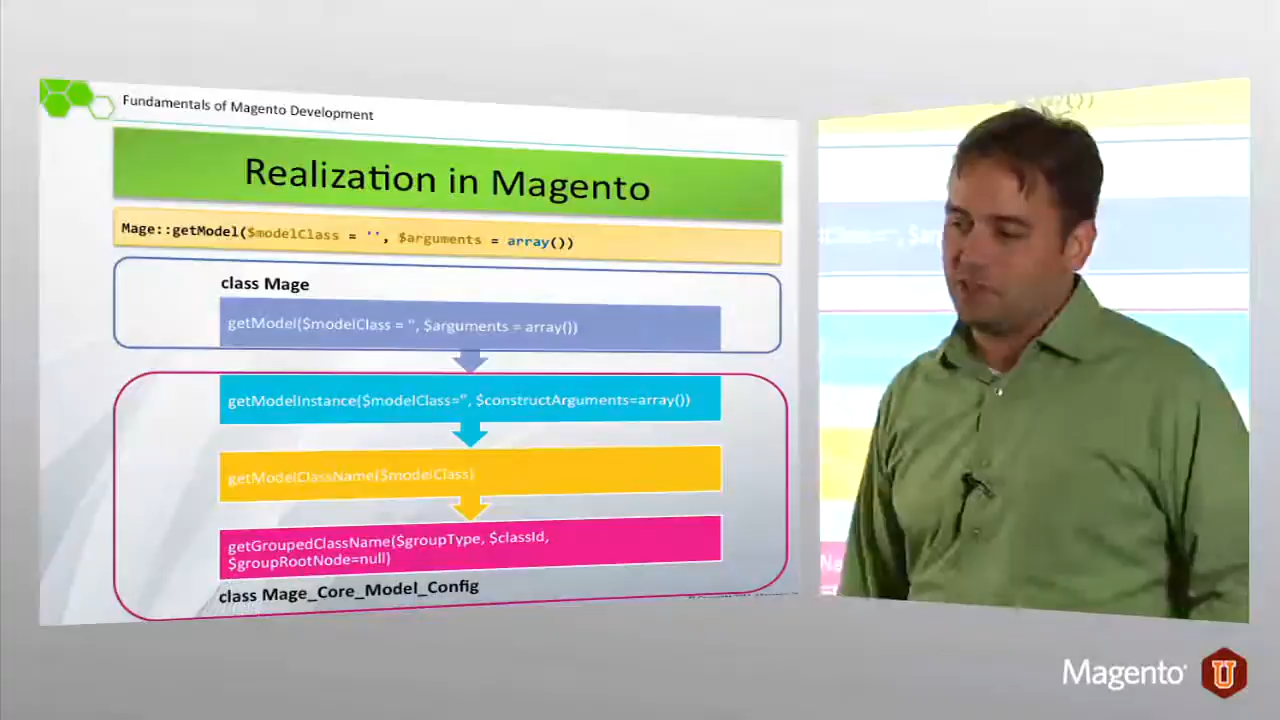 Fundamentals of Magento Development
Realization in Magento
Mage::getModel($modelClass = '', $arguments = array())
class Mage
getModel($modelClass = '', $arguments = array())
getModelInstance($modelClass='', $constructArguments=array())
getModelClassName($modelClass)
getGroupedClassName($groupType, $classId,
$groupRootNode=null)
class Mage_Core_Model_Config
Magento U